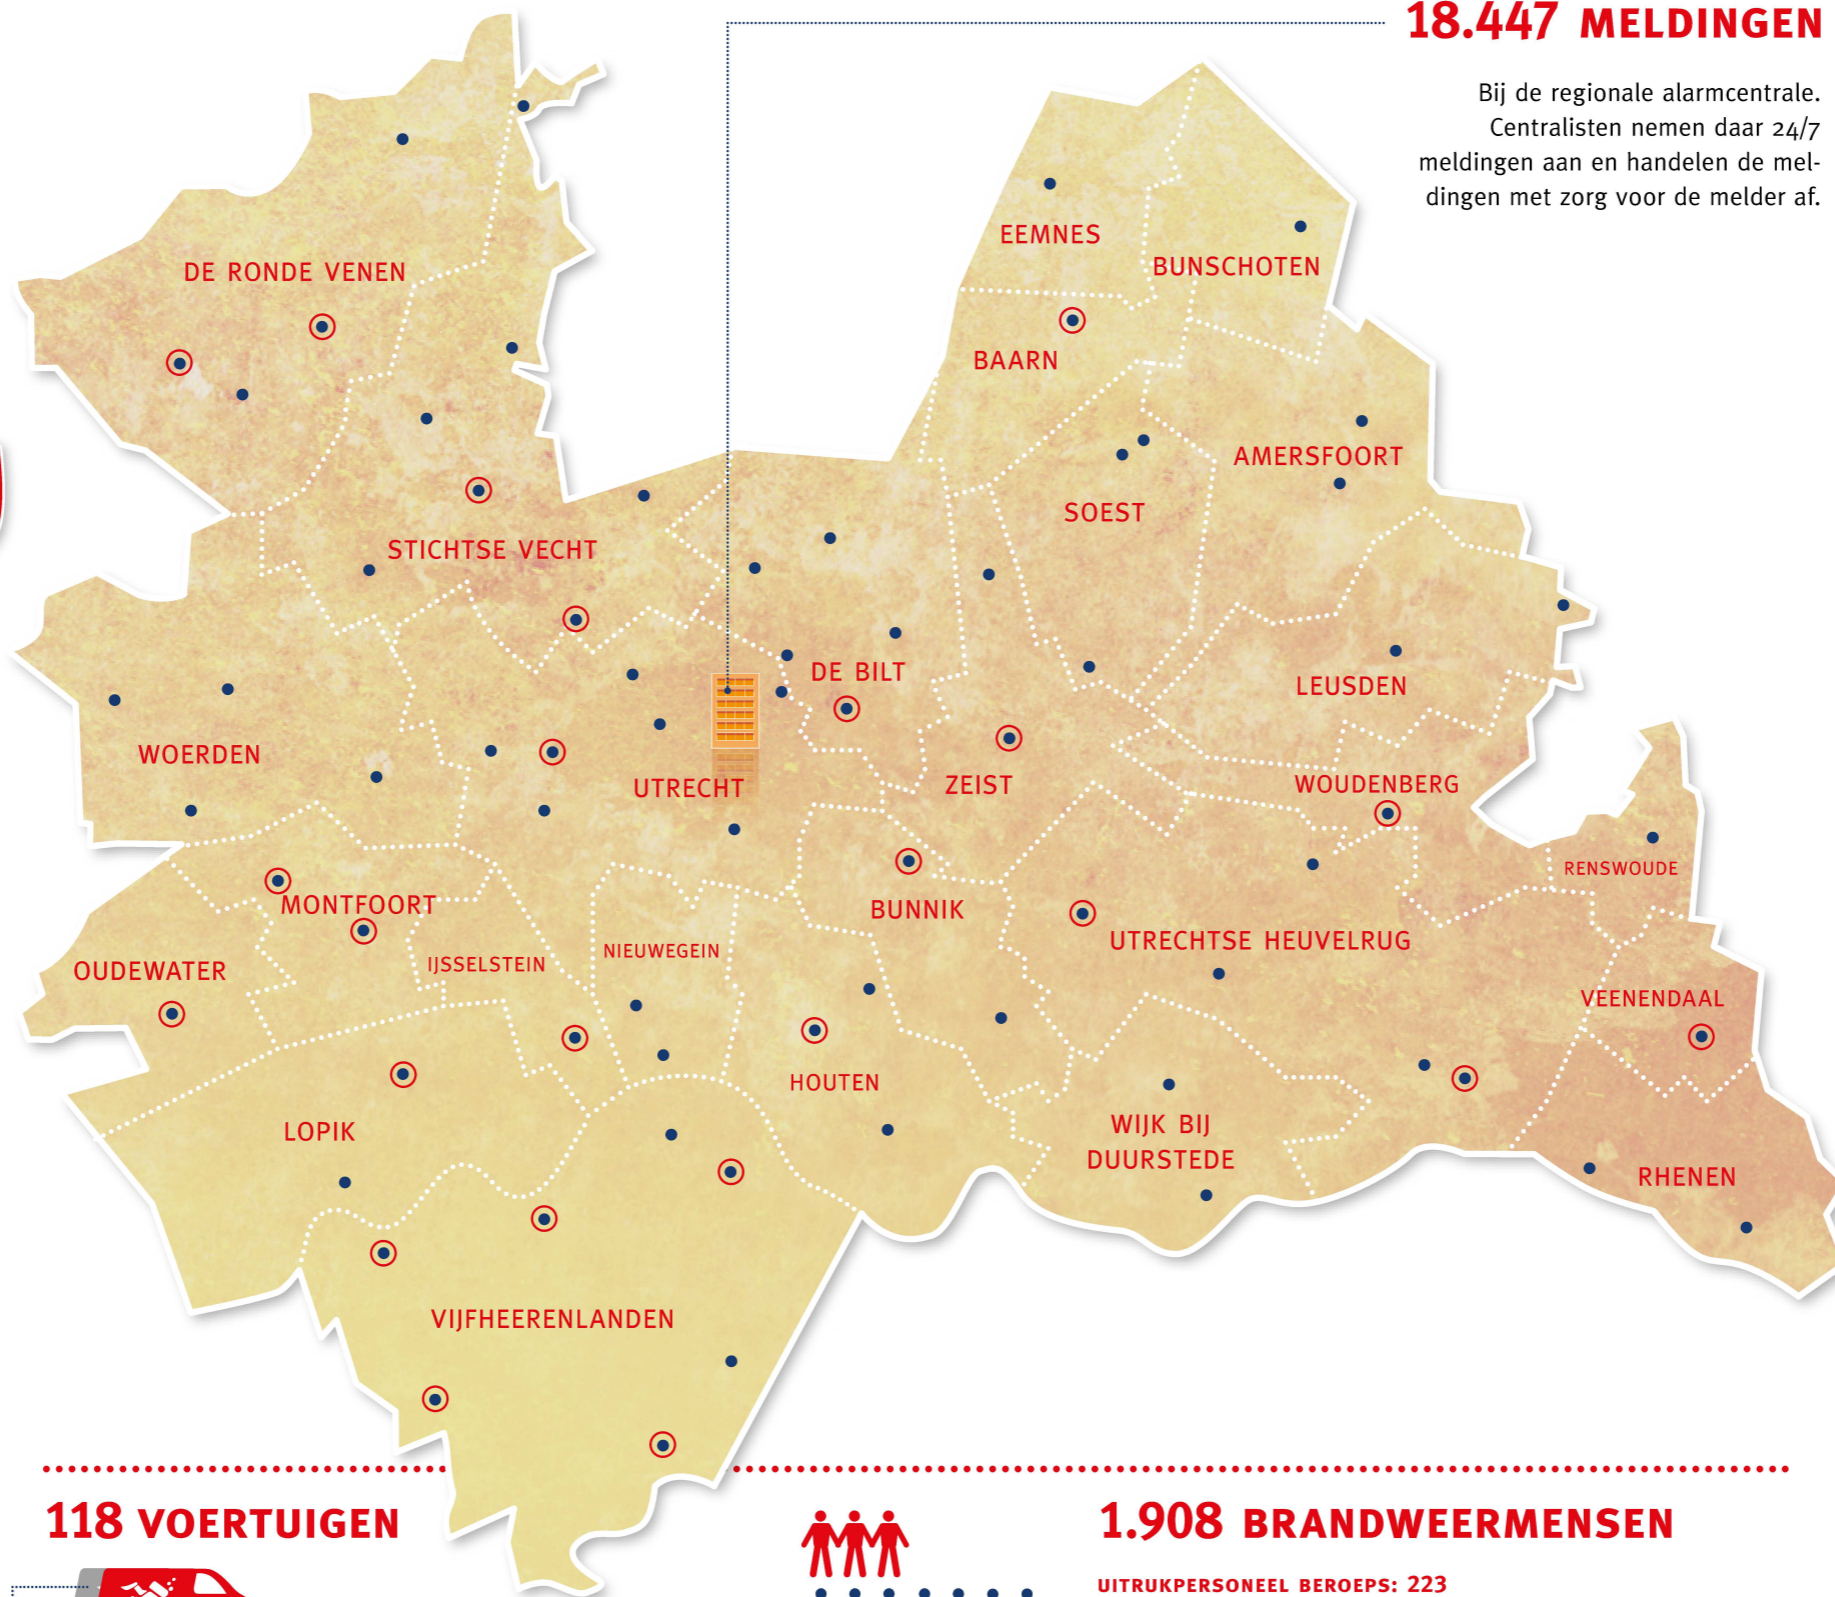 18.447 MELDINGEN
Bij de regionale alarmcentrale.
Centralisten nemen daar 24/7
meldingen aan en handelen de mel-
dingen met zorg voor de melder af.
EEMNES
BUNSCHOTEN
DE RONDE VENEN
BAARN
AMERSFOORT
SOEST
STICHTSE VECHT
DE BILT
LEUSDEN
WOERDEN
UTRECHT
ZEIST
WOUDENBERG
RENSWOUDE
MONTFOORT
BUNNIK
UTRECHTSE HEUVELRUG
NIEUWEGEIN
IJSSELSTEIN
OUDEWATER
VEENENDAAL
HOUTEN
LOPIK
WIJK BIJ
DUURSTEDE
RHENEN
VIJFHEERENLANDEN
118 VOERTUIGEN
1.908 BRANDWEERMENSEN
UITRUKPERSONEEL BEROEPS: 223